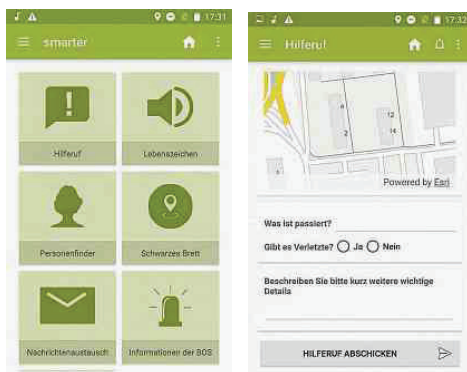 17:31
smarter
Hilferuf
Lebenszeichen
Personenfinder
Schwarzes Brett
Nachrichtenaustausch
Informationen der BOS
17:32
Hilferuf
4
2
12
14
Powered by Esri
Was ist passiert?
Gibt es Verletzte? Ja Nein
Beschreiben Sie bitte kurz weitere wichtige
Details
HILFERUF ABSCHICKEN